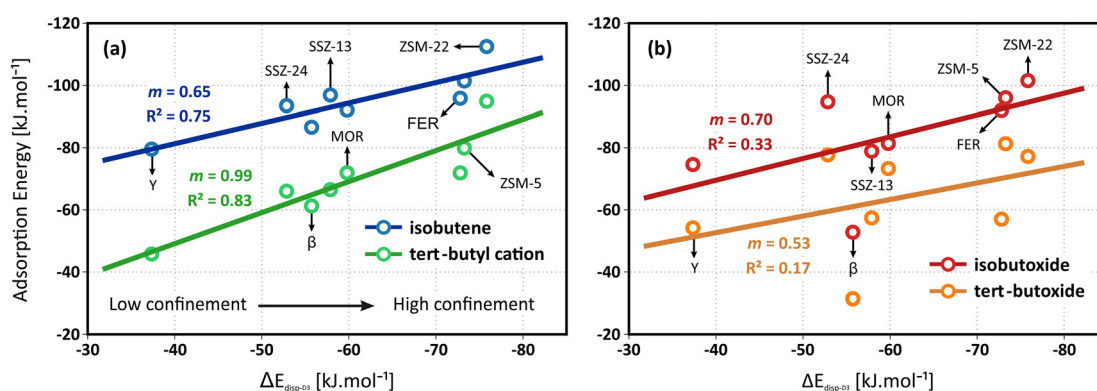 Adsorption Energy [kJ.mol⁻¹]
-120
-100
-80
-60
-40
-20
(a)
ZSM-22
SSZ-13
SSZ-24
m = 0.65
R² = 0.75
FER
MOR
Y
m = 0.99
R² = 0.83
ZSM-5
β
isobutene
tert-butyl cation
Low confinement
High confinement
-30
-40
-50
-60
-70
-80
ΔE disp-D3 [kJ.mol⁻¹]
-120
-100
-80
-60
-40
-20
(b)
ZSM-22
SSZ-24
ZSM-5
MOR
m = 0.70
R² = 0.33
FER
SSZ-13
Y
m = 0.53
R² = 0.17
β
isobutoxide
tert-butoxide
-30
-40
-50
-60
-70
-80
ΔE disp-D3 [kJ.mol⁻¹]